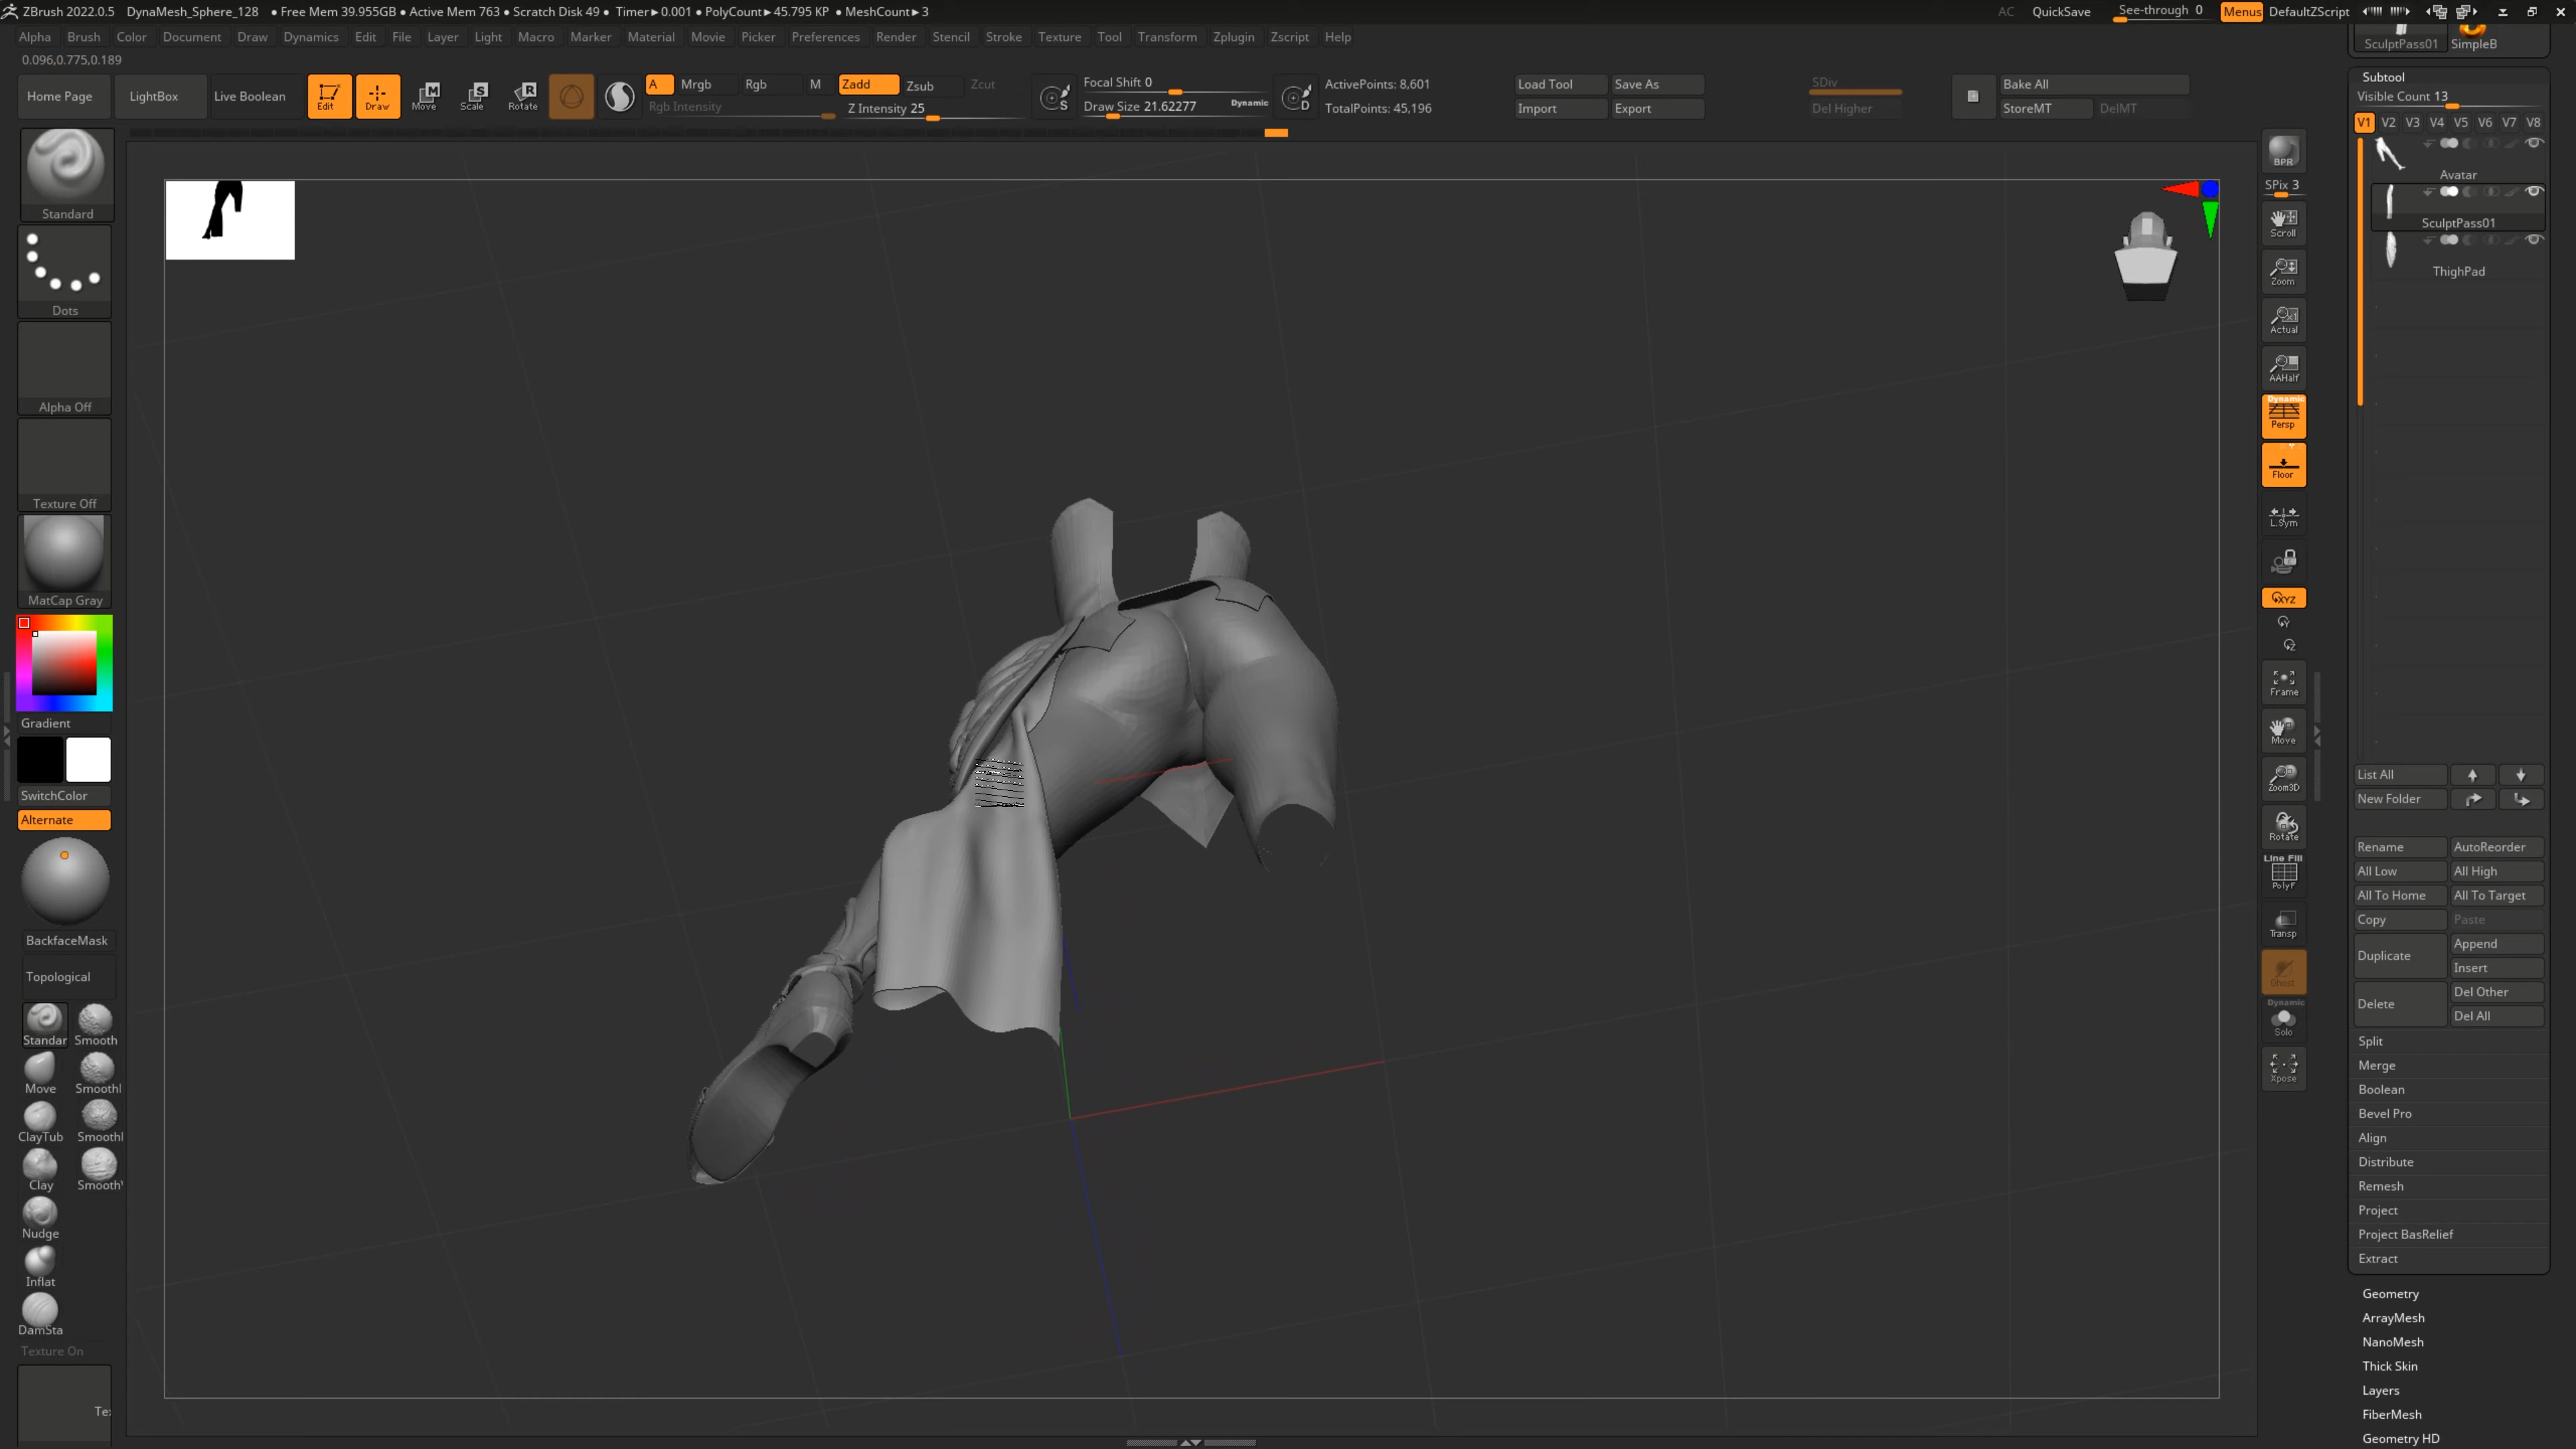 ZBrush 2022.0.5 DynaMesh_Sphere_128 • Free Mem 39.955GB • Active Mem 763 • Scratch Disk 49 • Timer►0.001 • PolyCount►45.795 KP • MeshCount►3 AC QuickSave See-through 0 Menus DefaultZScript
Alpha Brush Color Document Draw Dynamics Edit File Layer Light Macro Marker Material Movie Picker Preferences Render Stencil Stroke Texture Tool Transform Zplugin Zscript Help
SculptPass01 SimpleB
0.096,0.775,0.189
Home Page LightBox Live Boolean Edit Draw Move Scale Rotate
A Mrgb Rgb M Zadd Zsub Zcut
Rgb Intensity Z Intensity 25
Focal Shift 0
Draw Size 21.62277 Dynamic
ActivePoints: 8,601
TotalPoints: 45,196
Load Tool Save As
Import Export
SDiv
Del Higher
Bake All
StoreMT DelMT
Standard
Dots
Alpha Off
Texture Off
MatCap Gray
Gradient
SwitchColor
Alternate
BackfaceMask
Topological
Standar Smooth
Move Smooth
ClayTub Smooth
Clay Smooth
Nudge
Inflat
DamSta
Texture On
Tex
BPR
SPix 3
Scroll
Zoom
Actual
AAHalf
Dynamic
Persp
Floor
L.Sym
XYZ
Y
Z
Frame
Move
Zoom3D
Rotate
Line Fill
PolyF
Transp
Ghost
Dynamic
Solo
Xpose
Subtool
Visible Count 13
V1 V2 V3 V4 V5 V6 V7 V8
Avatar
SculptPass01
ThighPad
List All
New Folder
Rename AutoReorder
All Low All High
All To Home All To Target
Copy Paste
Duplicate Append
Insert
Delete Del Other
Del All
Split
Merge
Boolean
Bevel Pro
Align
Distribute
Remesh
Project
Project BasRelief
Extract
Geometry
ArrayMesh
NanoMesh
Thick Skin
Layers
FiberMesh
Geometry HD